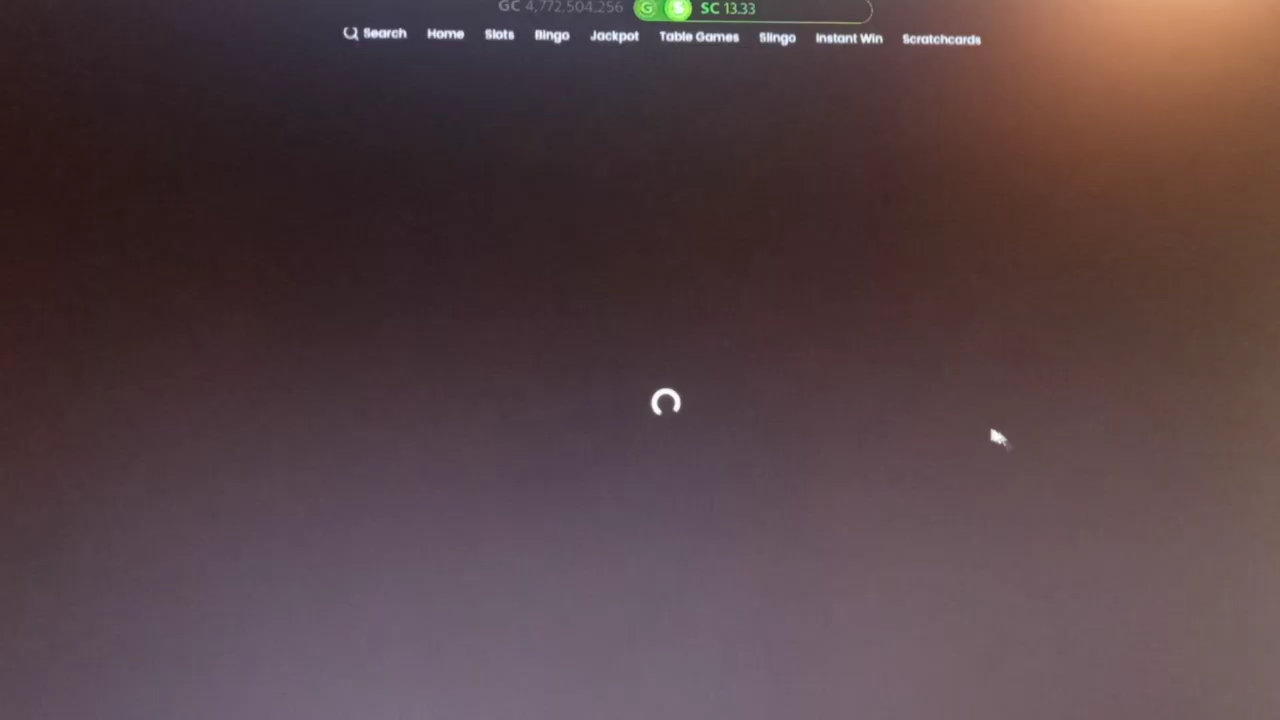 GC 4,772,504,256 G S SC 13.33
Search Home Slots Bingo Jackpot Table Games Slingo Instant Win Scratchcards